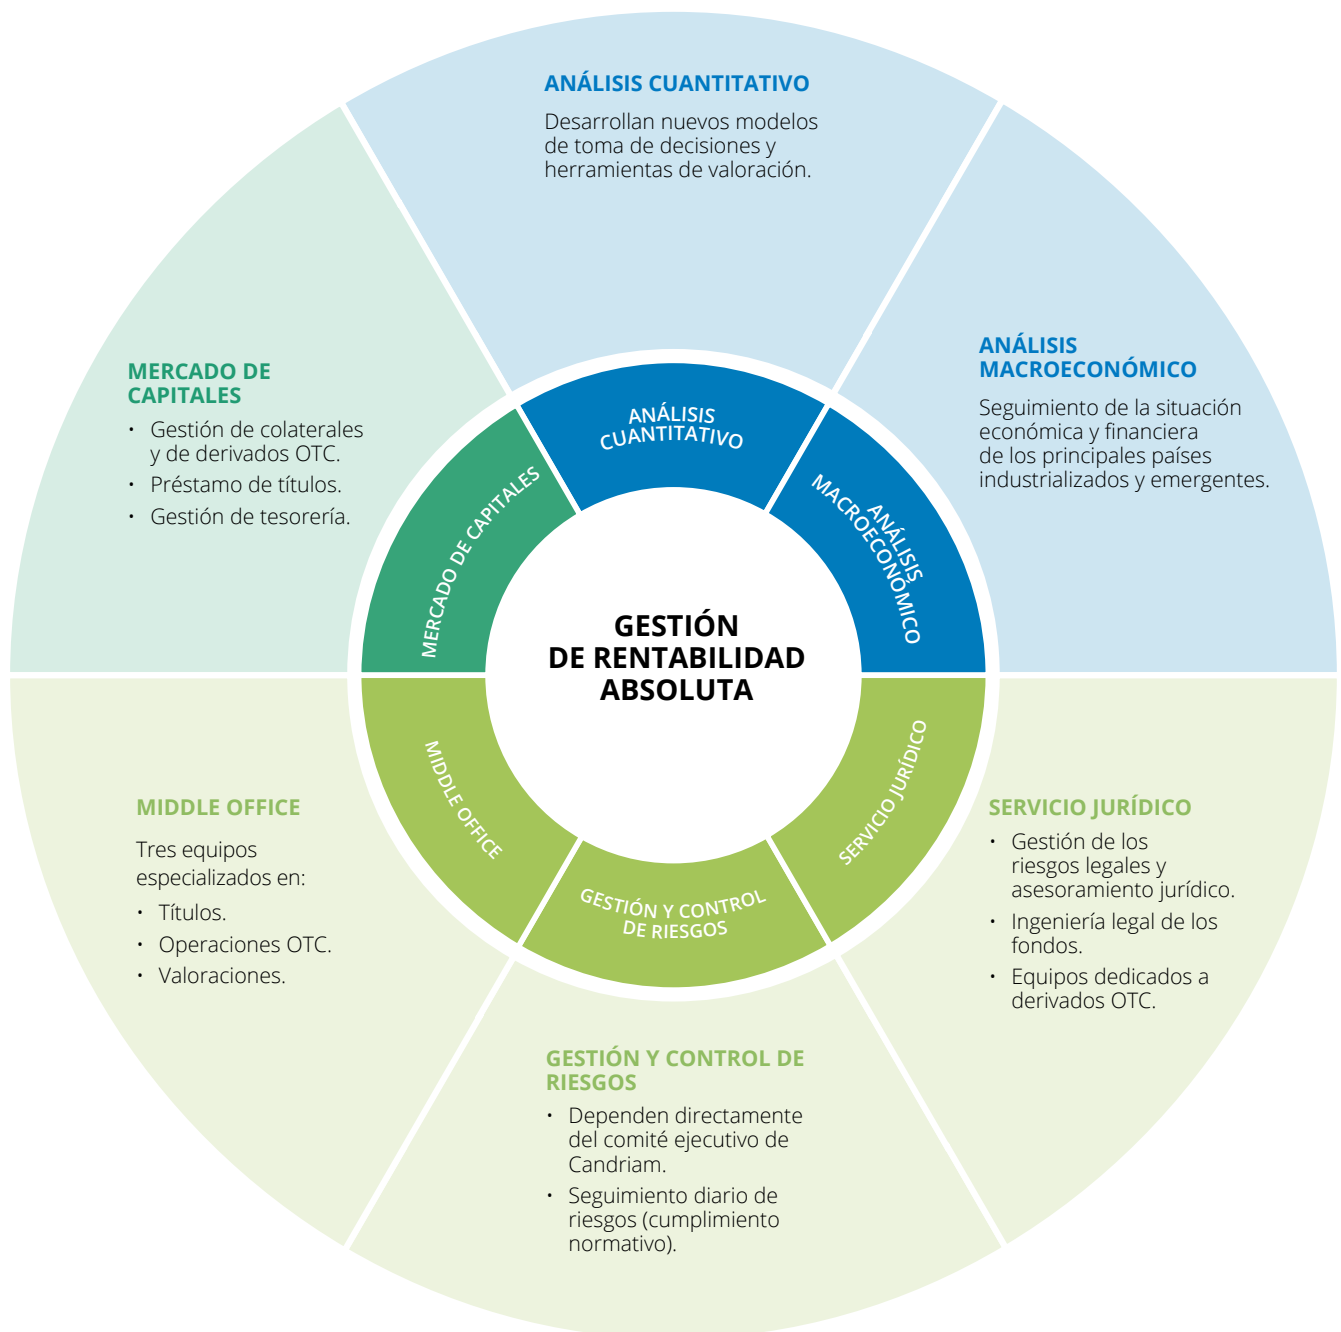 ANÁLISIS CUANTITATIVO
Desarrollan nuevos modelos
de toma de decisiones y
herramientas de valoración.
ANÁLISIS
MACROECONÓMICO
Seguimiento de la situación
económica y financiera
de los principales países
industrializados y emergentes.
MERCADO DE
CAPITALES
• Gestión de colaterales
y de derivados OTC.
• Préstamo de títulos.
• Gestión de tesorería.
ANÁLISIS
CUANTITATIVO
ANÁLISIS
MACROECONÓMICO
MERCADO DE CAPITALES
GESTIÓN
DE RENTABILIDAD
ABSOLUTA
MIDDLE OFFICE
SERVICIO JURÍDICO
GESTIÓN Y CONTROL
DE RIESGOS
MIDDLE OFFICE
Tres equipos
especializados en:
• Títulos.
• Operaciones OTC.
• Valoraciones.
SERVICIO JURÍDICO
• Gestión de los
riesgos legales y
asesoramiento jurídico.
• Ingeniería legal de los
fondos.
• Equipos dedicados a
derivados OTC.
GESTIÓN Y CONTROL DE
RIESGOS
• Dependen directamente
del comité ejecutivo de
Candriam.
• Seguimiento diario de
riesgos (cumplimiento
normativo).